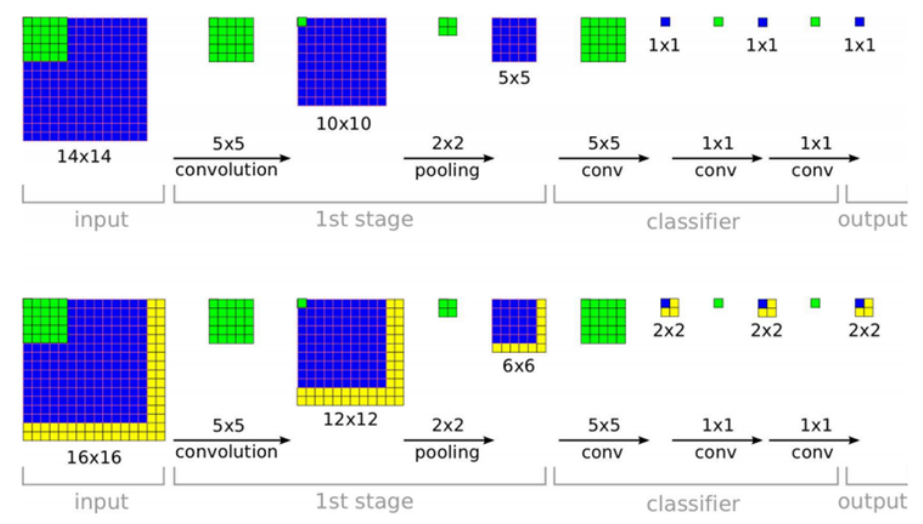 1x1 1x1 1x1
5x5
10x10
14x14
5x5 2x2 5x5 1x1 1x1
convolution pooling conv conv conv
input 1st stage classifier output
2x2 2x2 2x2
6x6
12x12
16x16
5x5 2x2 5x5 1x1 1x1
convolution pooling conv conv conv
input 1st stage classifier output